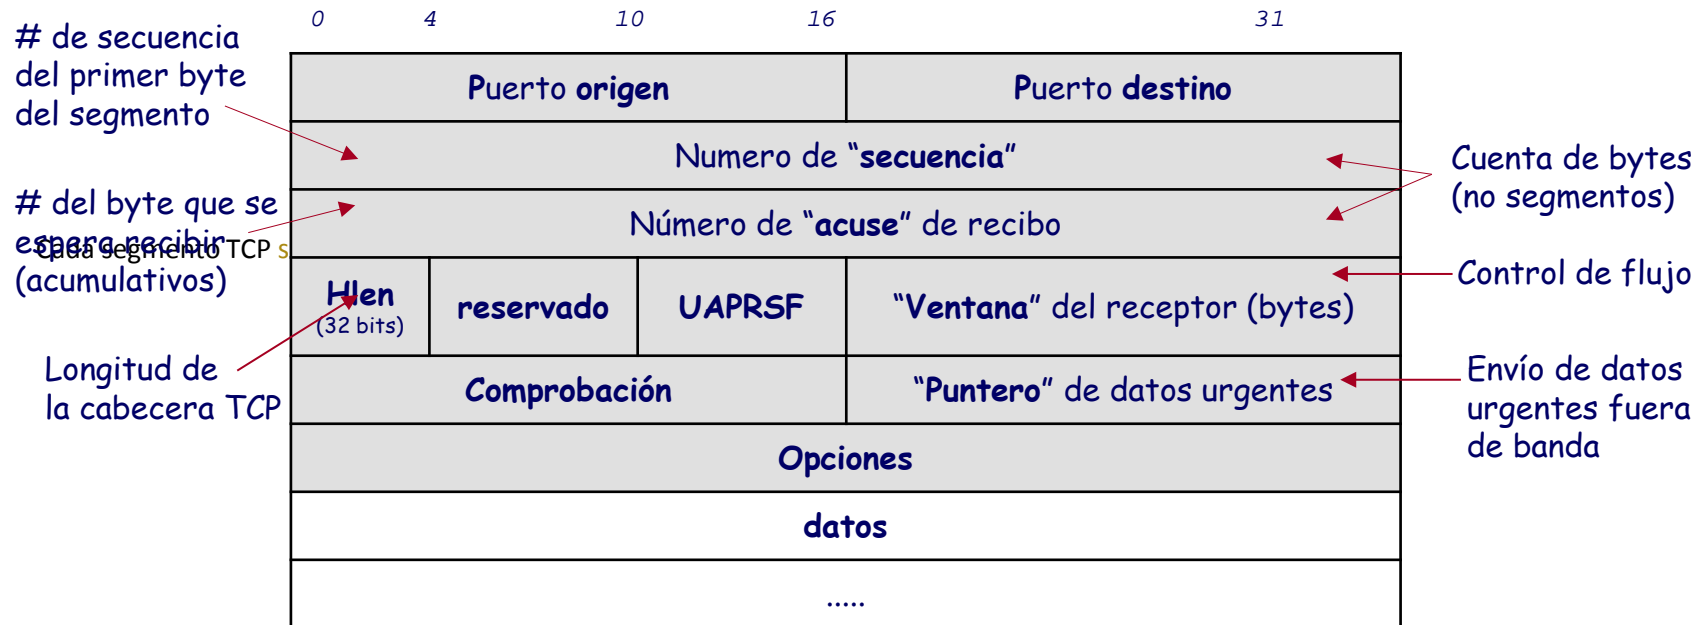 0 4 10 16 31
# de secuencia
del primer byte
del segmento
Puerto origen
Puerto destino
Numero de “secuencia”
Cuenta de bytes
(no segmentos)
# del byte que se
espera recibir
(acumulativos)
Cada segmento TCP s
Número de “acuse” de recibo
Hlen
(32 bits)
reservado
UAPRSF
“Ventana” del receptor (bytes)
Control de flujo
Longitud de
la cabecera TCP
Comprobación
“Puntero” de datos urgentes
Envío de datos
urgentes fuera
de banda
Opciones
datos
.....